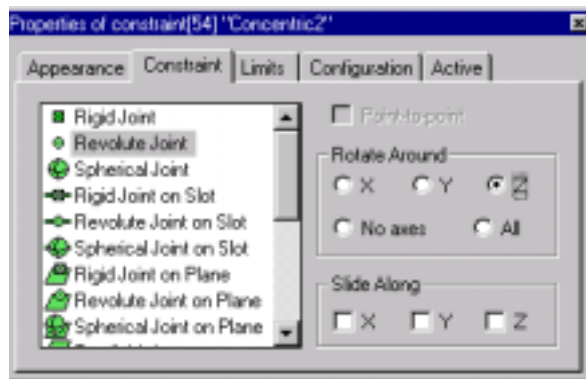 Properties of constraint[54] "Concentric2"
Appearance Constraint Limits Configuration Active
Rigid Joint
Revolute Joint
Spherical Joint
Rigid Joint on Slot
Revolute Joint on Slot
Spherical Joint on Slot
Rigid Joint on Plane
Revolute Joint on Plane
Spherical Joint on Plane
Point-to-point
Rotate Around
X Y Z
No axes All
Slide Along
X Y Z